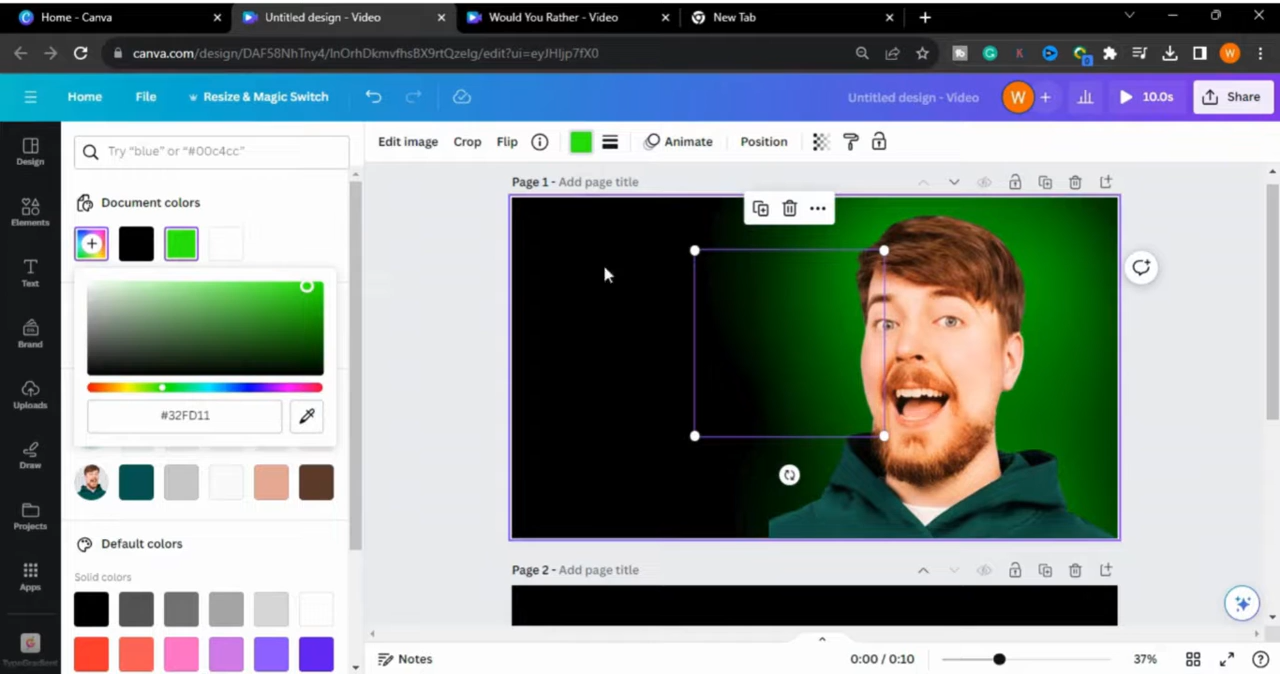 Home - Canva
Untitled design - Video
Would You Rather - Video
New Tab
canva.com/design/DAF58NhTny4/InOrhDkmvfhsBX9rtQzeIg/edit?ui=eyJHIjp7fX0
Home
File
Resize & Magic Switch
Untitled design - Video
W
10.0s
Share
Design
Elements
Text
Brand
Uploads
Draw
Projects
Apps
TypeGradient
Try “blue” or “#00c4cc”
Document colors
#32FD11
Default colors
Solid colors
Edit image
Crop
Flip
Animate
Position
Page 1 - Add page title
Page 2 - Add page title
Notes
0:00 / 0:10
37%